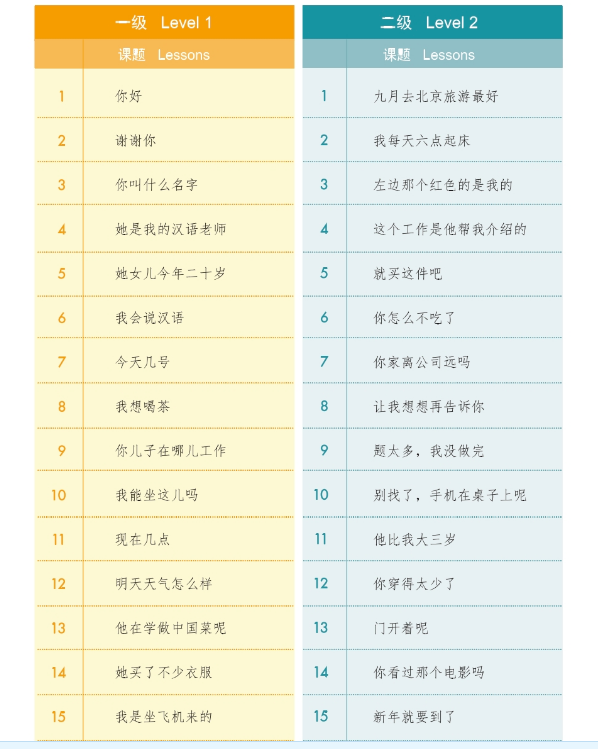 一级 Level 1
课题 Lessons
1 你好
2 谢谢你
3 你叫什么名字
4 她是我的汉语老师
5 她女儿今年二十岁
6 我会说汉语
7 今天几号
8 我想喝茶
9 你儿子在哪儿工作
10 我能坐这儿吗
11 现在几点
12 明天天气怎么样
13 他在学做中国菜呢
14 她买了不少衣服
15 我是坐飞机来的
二级 Level 2
课题 Lessons
1 九月去北京旅游最好
2 我每天六点起床
3 左边那个红色的是我的
4 这个工作是他帮我介绍的
5 就买这件吧
6 你怎么不吃了
7 你家离公司远吗
8 让我想想再告诉你
9 题太多，我没做完
10 别找了，手机在桌子上呢
11 他比我大三岁
12 你穿得太少了
13 门开着呢
14 你看过那个电影吗
15 新年就要到了